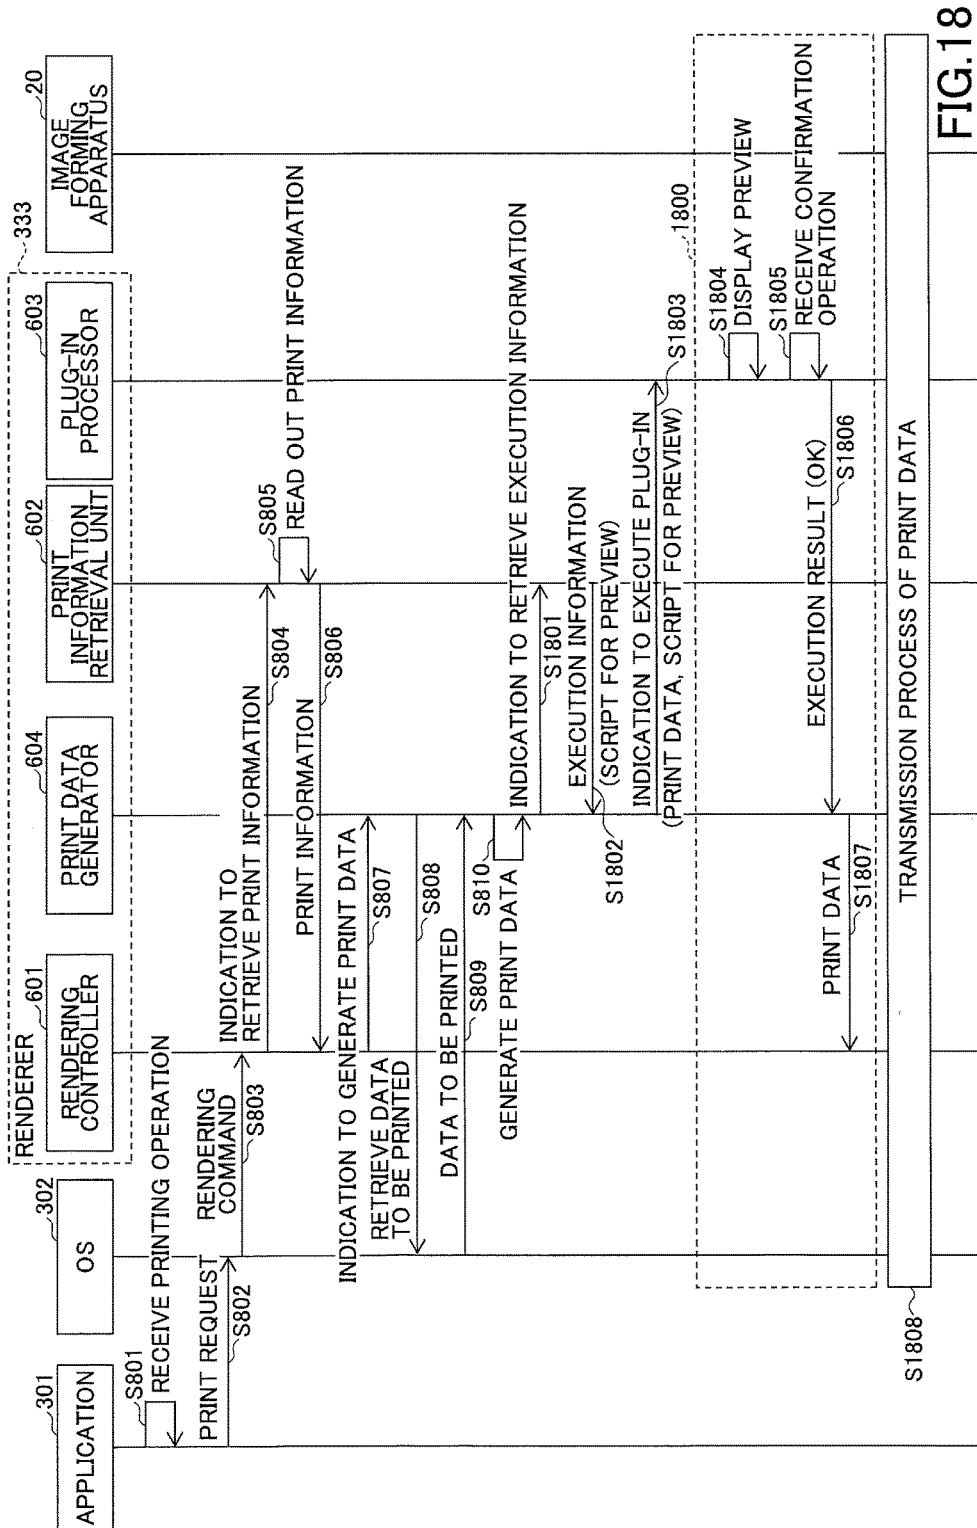 APPLICATION
301
OS
302
RENDERER
333
RENDERING
CONTROLLER
601
PRINT DATA
GENERATOR
604
PRINT
INFORMATION
RETRIEVAL UNIT
602
PLUG-IN
PROCESSOR
603
IMAGE
FORMING
APPARATUS
20
S801
RECEIVE PRINTING OPERATION
PRINT REQUEST
S802
RENDERING
COMMAND
S803
INDICATION TO
RETRIEVE PRINT INFORMATION
S804
S805
READ OUT PRINT INFORMATION
PRINT INFORMATION
S806
INDICATION TO GENERATE PRINT DATA
S807
RETRIEVE DATA
TO BE PRINTED
S808
DATA TO BE PRINTED
S809
S810
GENERATE PRINT DATA
INDICATION TO RETRIEVE EXECUTION INFORMATION
S1801
EXECUTION INFORMATION
(SCRIPT FOR PREVIEW)
S1802
INDICATION TO EXECUTE PLUG-IN
(PRINT DATA, SCRIPT FOR PREVIEW)
S1803
1800
S1804
DISPLAY PREVIEW
S1805
RECEIVE CONFIRMATION
OPERATION
EXECUTION RESULT (OK)
S1806
PRINT DATA
S1807
TRANSMISSION PROCESS OF PRINT DATA
S1808
FIG.18